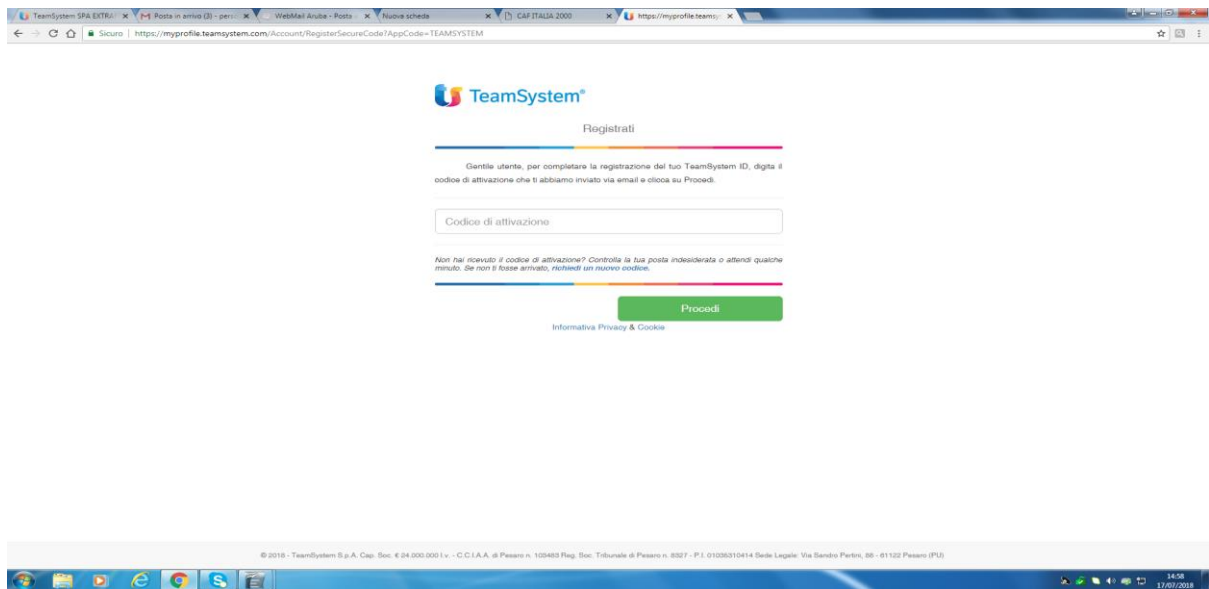 TeamSystem SPA EXTRA
Posta in arrivo (3) - pers
WebMail Aruba - Posta
Nuova scheda
CAF ITALIA 2000
https://myprofile.teamsy
Sicuro | https://myprofile.teamsystem.com/Account/RegisterSecureCode?AppCode=TEAMSYSTEM
TeamSystem®
Registrati
Gentile utente, per completare la registrazione del tuo TeamSystem ID, digita il
codice di attivazione che ti abbiamo inviato via email e clicca su Procedi.
Codice di attivazione
Non hai ricevuto il codice di attivazione? Controlla la tua posta indesiderata o attendi qualche
minuto. Se non ti fosse arrivato, richiedi un nuovo codice.
Procedi
Informativa Privacy & Cookie
© 2018 - TeamSystem S.p.A. Cap. Soc. € 24.000.000 I.v. - C.C.I.A.A. di Pesaro n. 103483 Reg. Soc. Tribunale di Pesaro n. 8327 - P.I. 01035310414 Sede Legale: Via Sandro Pertini, 88 - 61122 Pesaro (PU)
14:58
17/07/2018